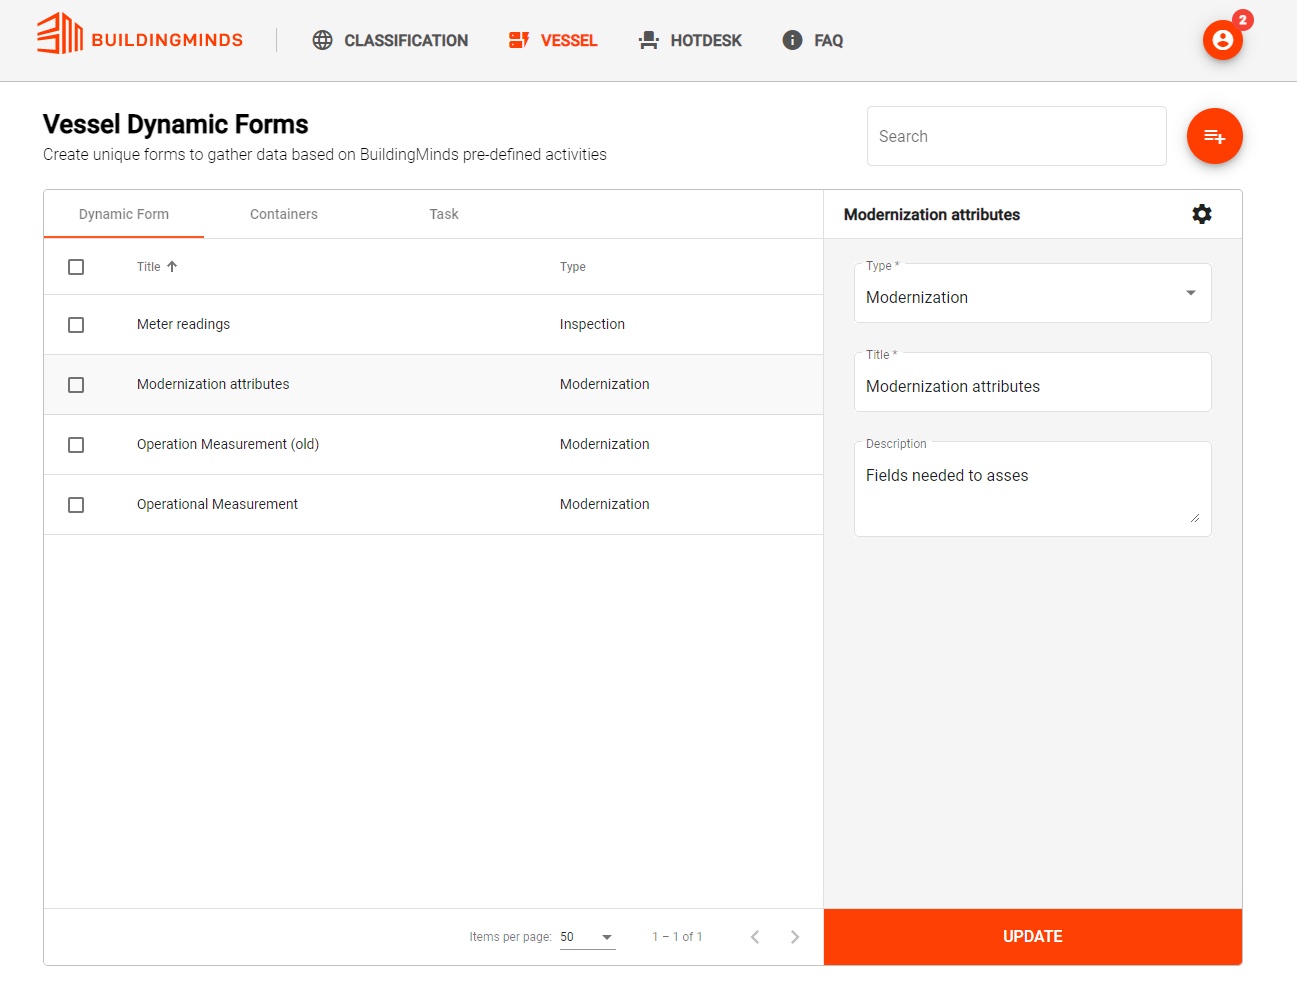 BUILDINGMINDS
CLASSIFICATION
VESSEL
HOTDESK
FAQ
2
Vessel Dynamic Forms
Create unique forms to gather data based on BuildingMinds pre-defined activities
Search
Dynamic Form
Containers
Task
Title
Type
Meter readings
Inspection
Modernization attributes
Modernization
Operation Measurement (old)
Modernization
Operational Measurement
Modernization
Items per page: 50
1 – 1 of 1
Modernization attributes
Type *
Modernization
Title *
Modernization attributes
Description
Fields needed to asses
UPDATE